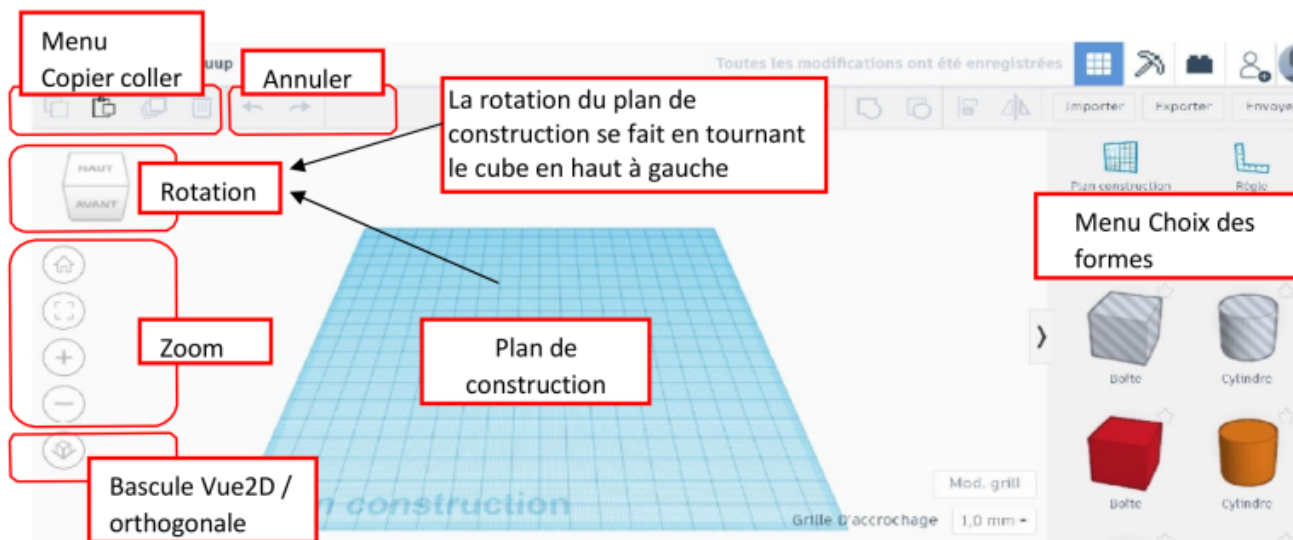 Menu
Copier coller
uup
Annuler
Toutes les modifications ont été enregistrées
La rotation du plan de
construction se fait en tournant
le cube en haut à gauche
Importer
Exporter
Envoye
HAUT
AVANT
Rotation
Plan construction
Règle
Menu Choix des
formes
Zoom
Plan de
construction
Boîte
Cylindre
Boîte
Cylindre
Bascule Vue2D /
orthogonale
n construction
Mod. grill
Grille D'accrochage
1,0 mm